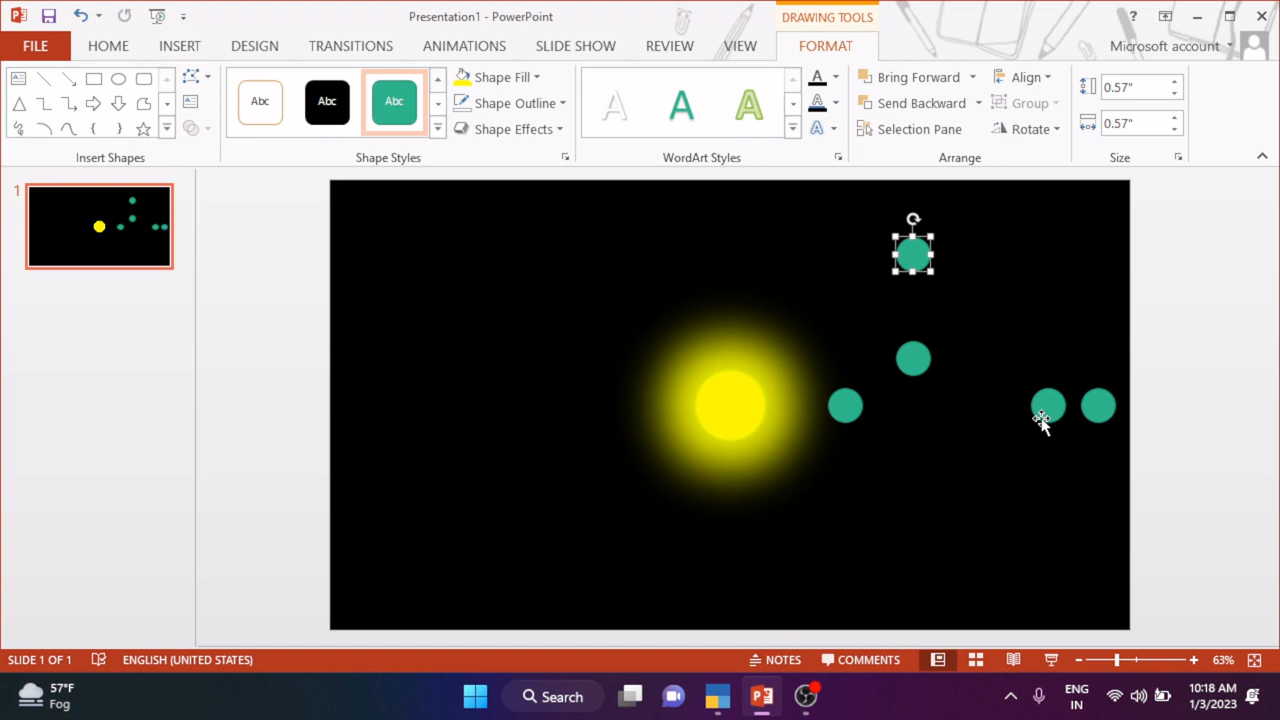 Presentation1 - PowerPoint
DRAWING TOOLS
?
FILE
HOME
INSERT
DESIGN
TRANSITIONS
ANIMATIONS
SLIDE SHOW
REVIEW
VIEW
FORMAT
Microsoft account
Abc
Abc
Abc
Shape Fill
Shape Outline
Shape Effects
A
A
A
A
A
A
Bring Forward
Send Backward
Selection Pane
Align
Group
Rotate
0.57"
0.57"
Insert Shapes
Shape Styles
WordArt Styles
Arrange
Size
1
SLIDE 1 OF 1
ENGLISH (UNITED STATES)
NOTES
COMMENTS
63%
57°F
Fog
Search
ENG
IN
10:18 AM
1/3/2023